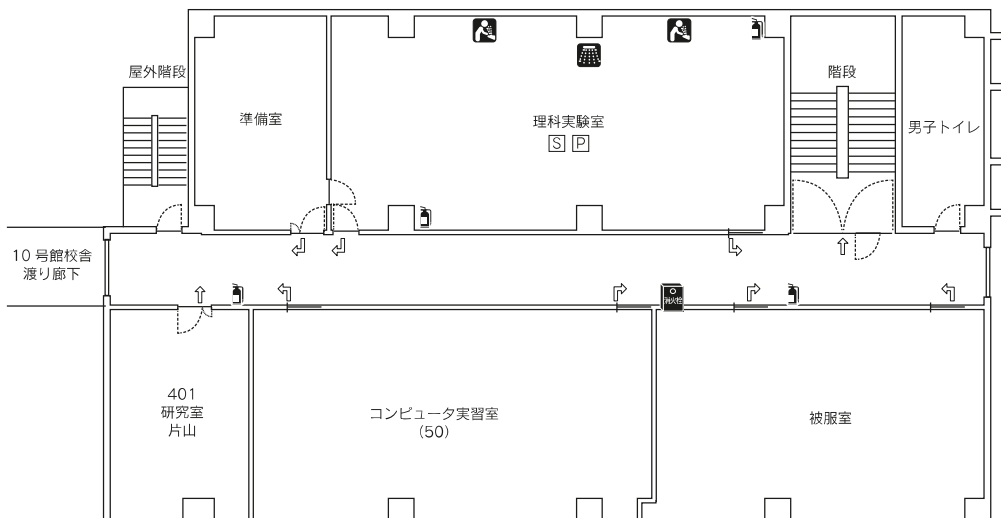 屋外階段
準備室
理科実験室
S P
階段
男子トイレ
10号館校舎
渡り廊下
消火栓
401
研究室
片山
コンピュータ実習室
(50)
被服室